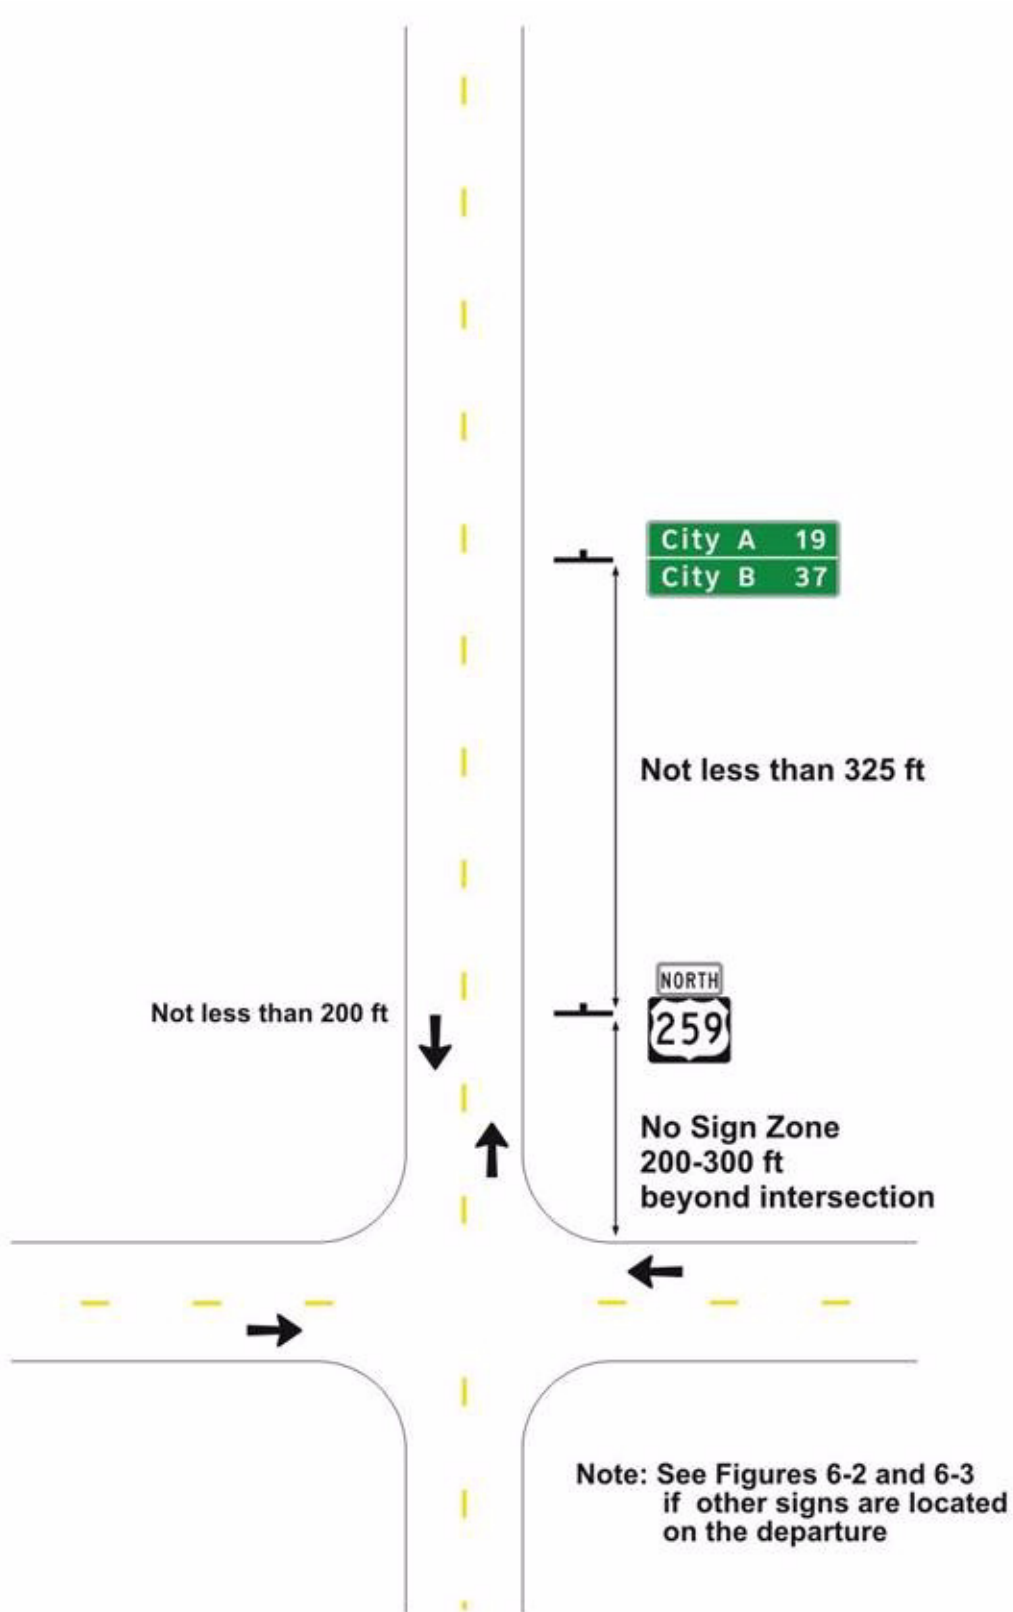 City A 19
City B 37
Not less than 325 ft
NORTH
259
Not less than 200 ft
No Sign Zone
200-300 ft
beyond intersection
Note: See Figures 6-2 and 6-3
if other signs are located
on the departure